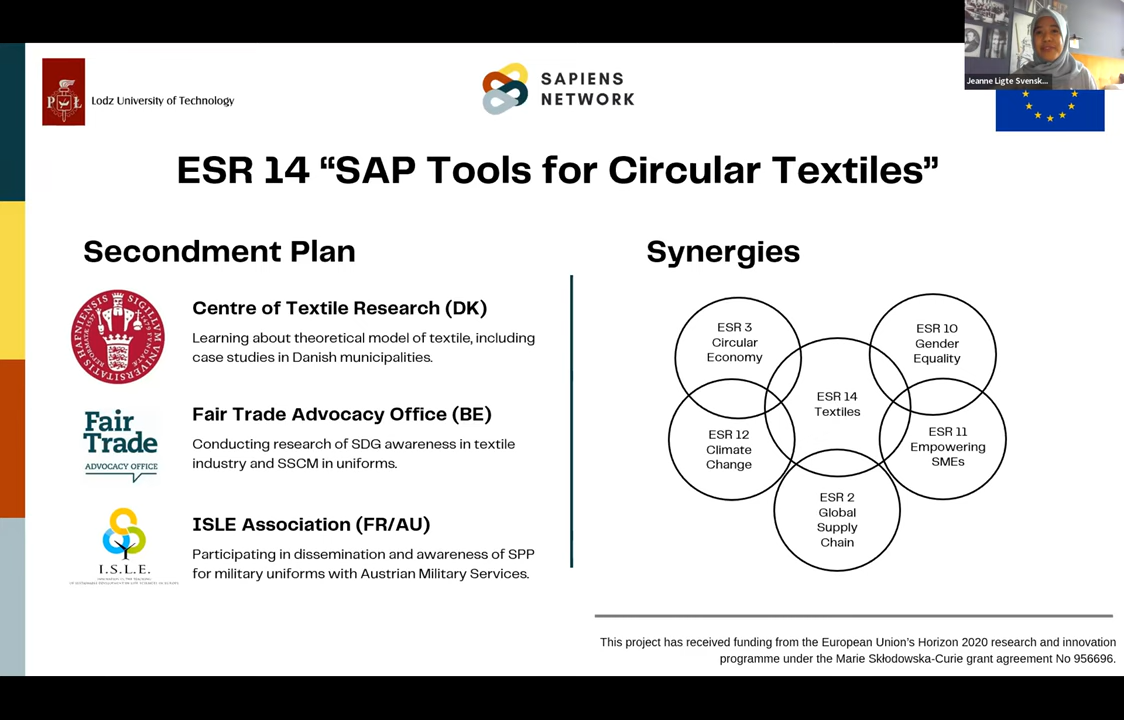 Jeanne Ligte Svensk...
Lodz University of Technology
SAPIENS
NETWORK
ESR 14 “SAP Tools for Circular Textiles”
Secondment Plan
Centre of Textile Research (DK)
Learning about theoretical model of textile, including
case studies in Danish municipalities.
Fair
Trade
ADVOCACY OFFICE
Fair Trade Advocacy Office (BE)
Conducting research of SDG awareness in textile
industry and SSCM in uniforms.
I.S.L.E.
ISLE Association (FR/AU)
Participating in dissemination and awareness of SPP
for military uniforms with Austrian Military Services.
Synergies
ESR 3
Circular
Economy
ESR 10
Gender
Equality
ESR 14
Textiles
ESR 12
Climate
Change
ESR 11
Empowering
SMEs
ESR 2
Global
Supply
Chain
This project has received funding from the European Union’s Horizon 2020 research and innovation
programme under the Marie Skłodowska-Curie grant agreement No 956696.